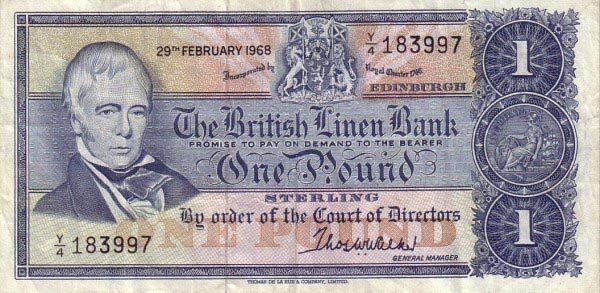 29TH FEBRUARY 1968
Y/4 183997
1
Incorporated by Royal Charter 1746
EDINBURGH
The British Linen Bank
PROMISE TO PAY ON DEMAND TO THE BEARER
One Pound
STERLING
By order of the Court of Directors
Y/4 183997
ONE POUND
GENERAL MANAGER
1
THOMAS DE LA RUE & COMPANY, LIMITED.